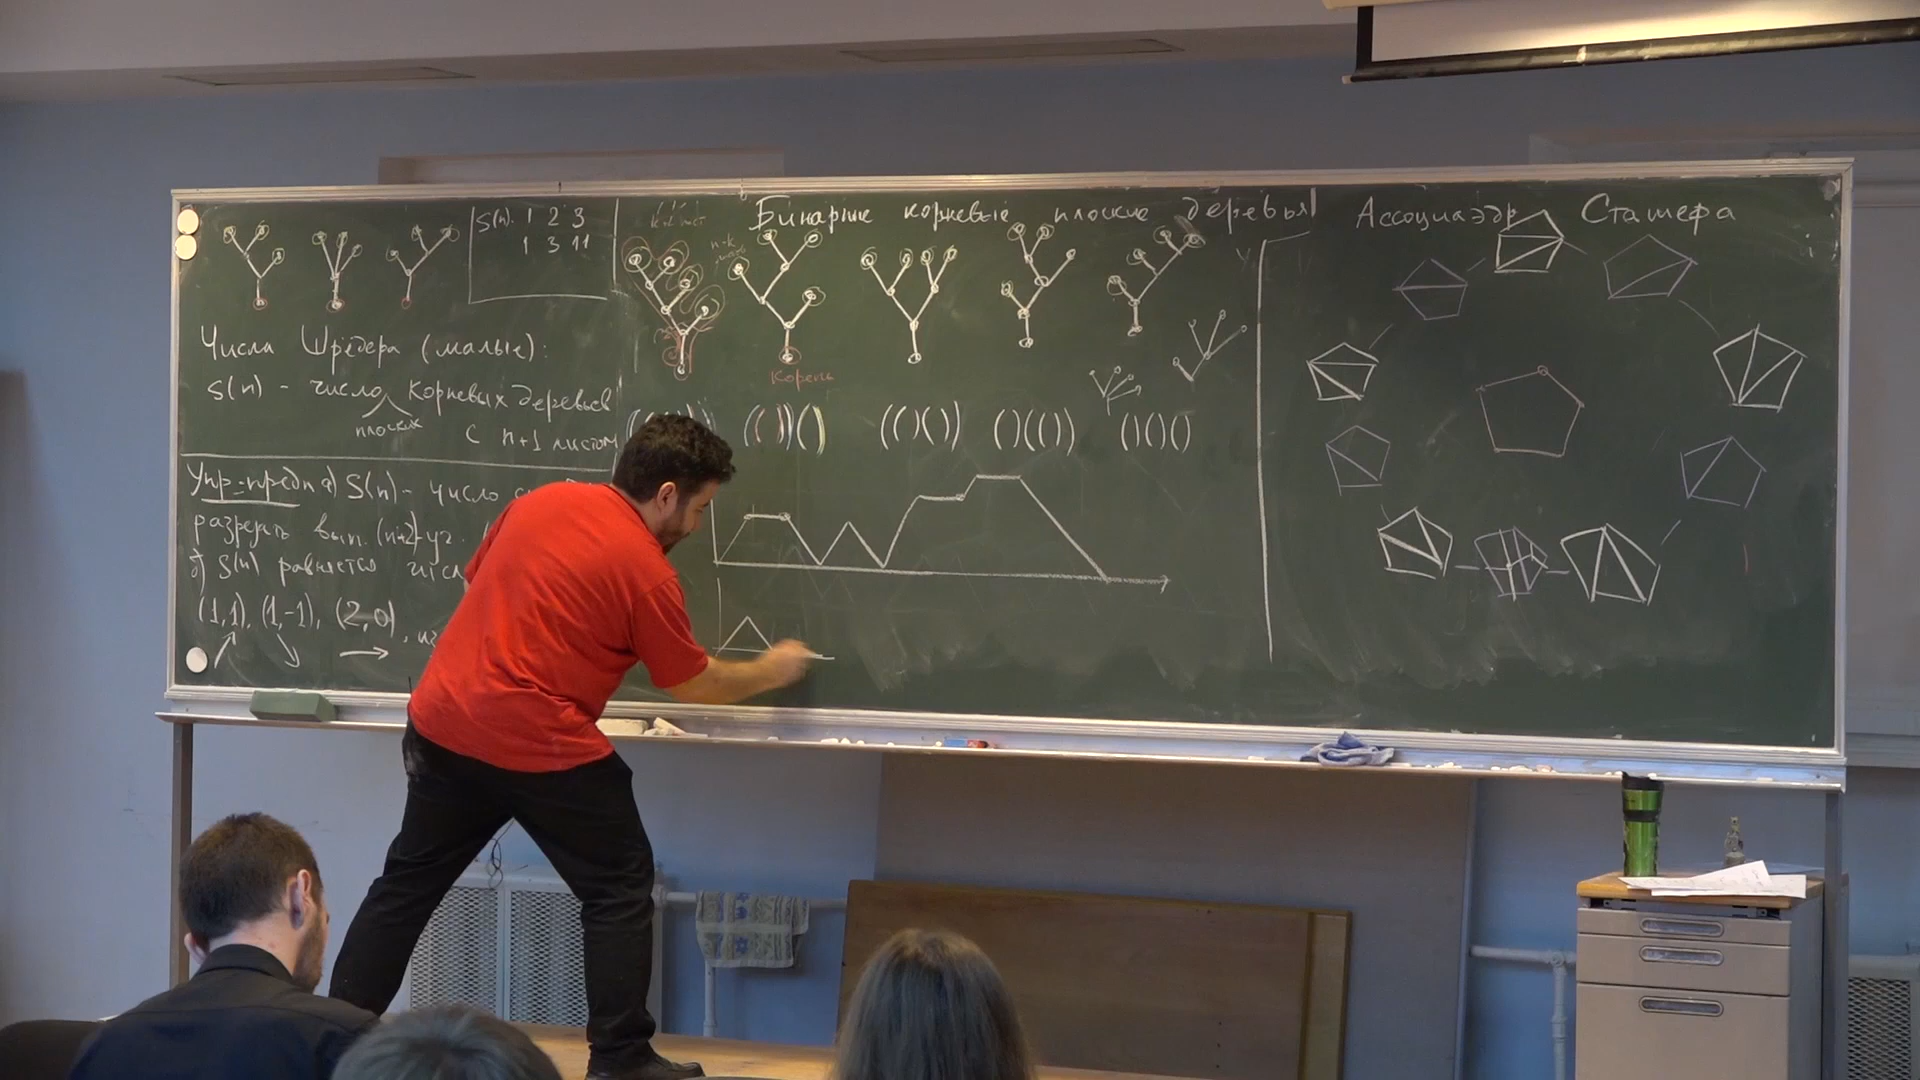 S(n): 1 2 3
1 3 11
Числа Шрёдера (малые):
S(n) - число корневых деревьев
плоских
с n+1 листом
Упр-предл а) S(n) - число
разрезать вып. (n+2)-уг.
б) S(n) равняется числ
(1,1), (1,-1), (2,0), из
Бинарные корневые плоские деревья
n-k
Корень
(())()
(()())
()(())
()()()
Ассоциаэдр Сташефа